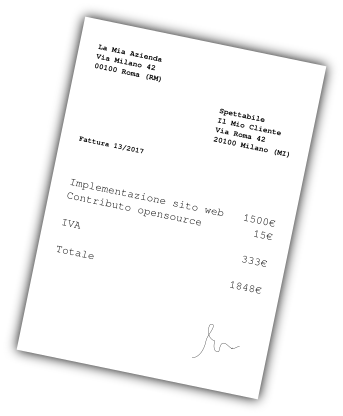 La Mia Azienda
Via Milano 42
00100 Roma (RM)
Spettabile
Il Mio Cliente
Via Roma 42
20100 Milano (MI)
Fattura 13/2017
Implementazione sito web 1500€
Contributo opensource 15€
IVA 333€
Totale 1848€